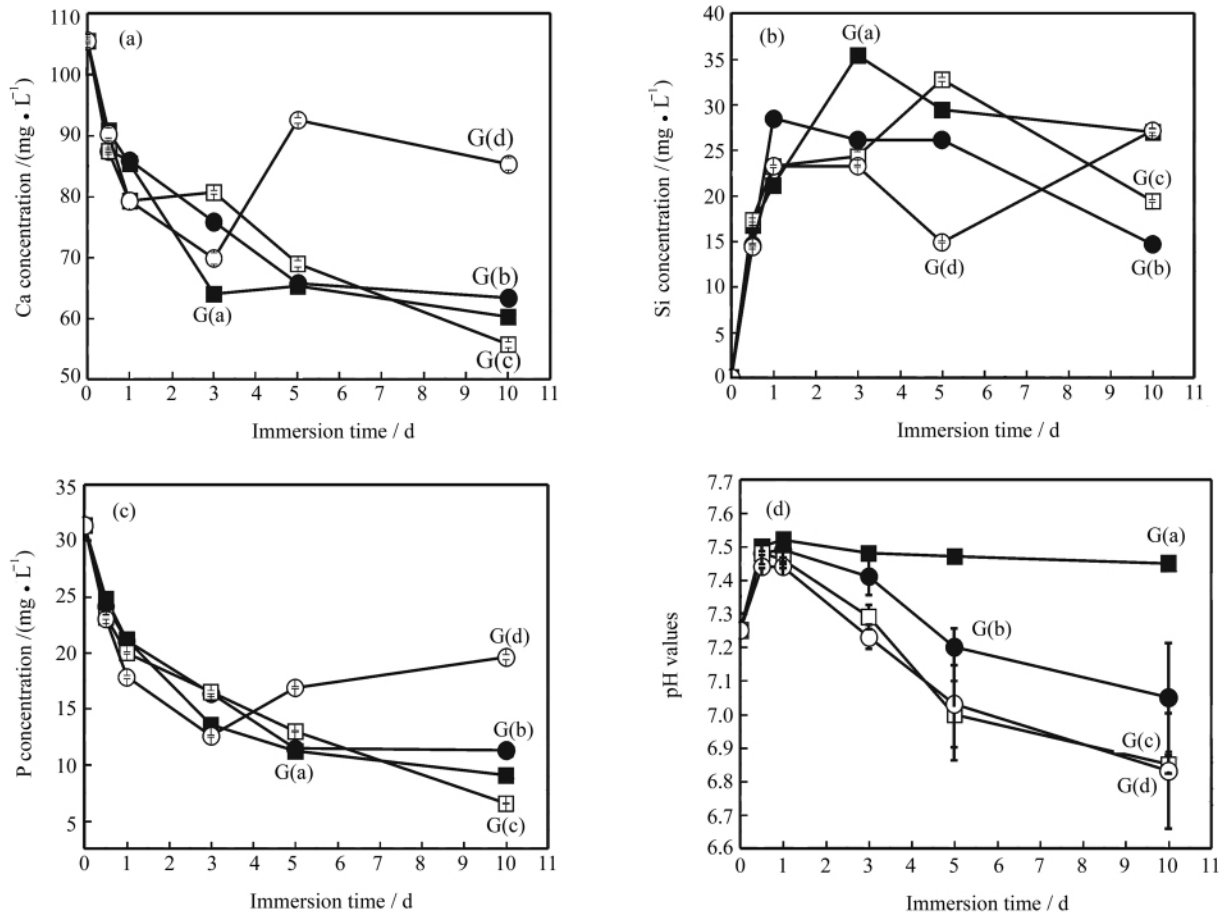 (a)
110
100
90
80
70
60
50
Ca concentration /(mg • L⁻¹)
G(d)
G(b)
G(a)
G(c)
0 1 2 3 4 5 6 7 8 9 10 11
Immersion time / d
(b)
40
35
30
25
20
15
10
5
0
Si concentration /(mg • L⁻¹)
G(a)
G(c)
G(d)
G(b)
0 1 2 3 4 5 6 7 8 9 10 11
Immersion time / d
(c)
35
30
25
20
15
10
5
P concentration /(mg • L⁻¹)
G(d)
G(b)
G(a)
G(c)
0 1 2 3 4 5 6 7 8 9 10 11
Immersion time / d
(d)
7.7
7.6
7.5
7.4
7.3
7.2
7.1
7.0
6.9
6.8
6.7
6.6
pH values
G(a)
G(b)
G(c)
G(d)
0 1 2 3 4 5 6 7 8 9 10 11
Immersion time / d